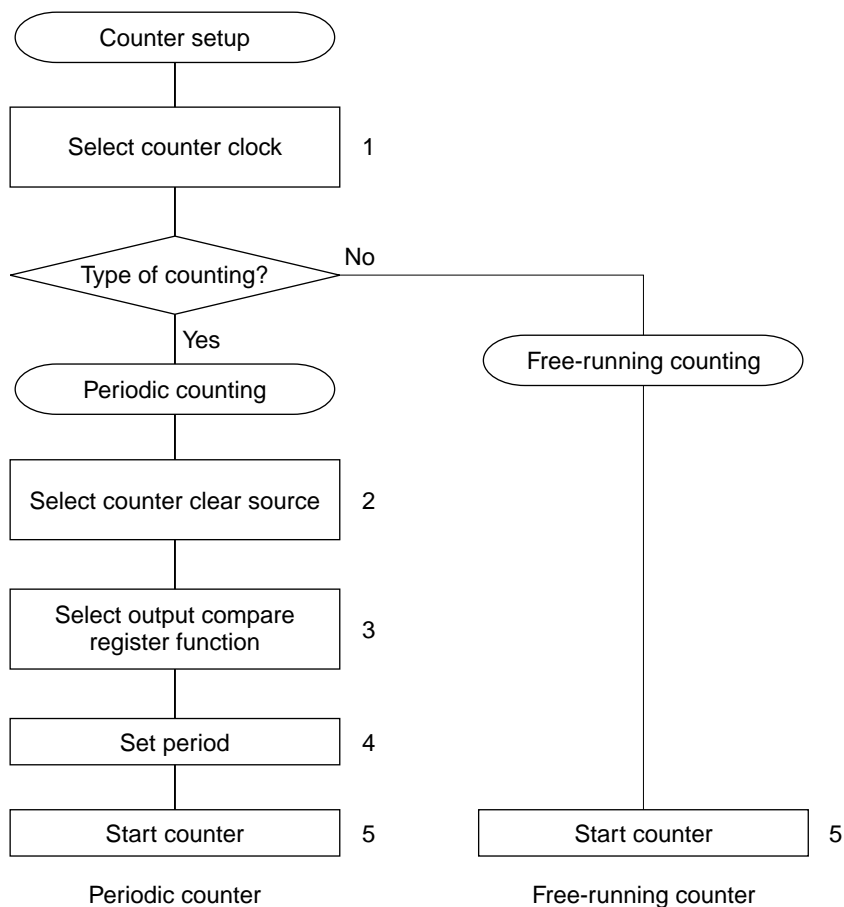 Counter setup
Select counter clock
1
Type of counting?
No
Yes
Free-running counting
Periodic counting
Select counter clear source
2
Select output compare
register function
3
Set period
4
Start counter
5
Start counter
5
Periodic counter
Free-running counter